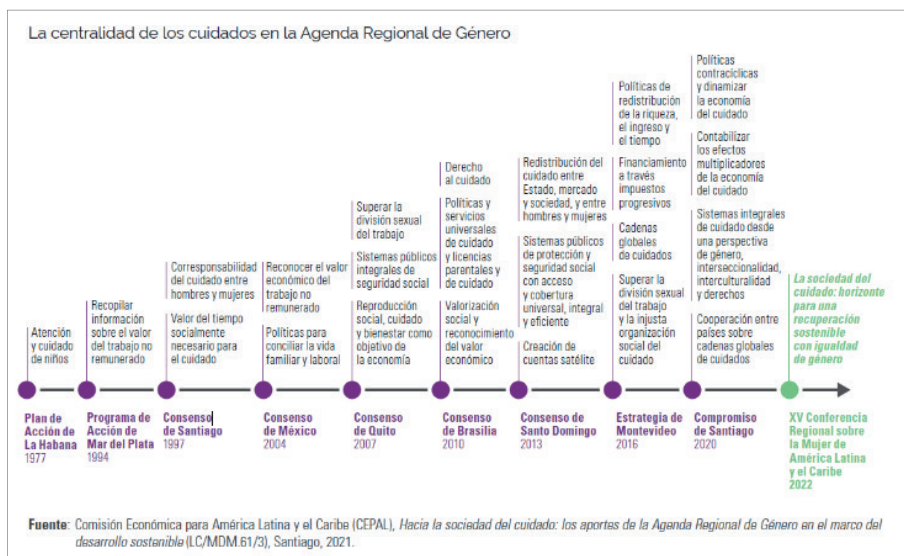 La centralidad de los cuidados en la Agenda Regional de Género
Atención
y cuidado
de niños
Plan de
Acción de
La Habana
1977
Recopilar
información
sobre el valor
del trabajo no
remunerado
Programa de
Acción de
Mar del Plata
1994
Corresponsabilidad
del cuidado entre
hombres y mujeres
Valor del tiempo
socialmente
necesario para
el cuidado
Consenso
de Santiago
1997
Reconocer el valor
económico del
trabajo no
remunerado
Políticas para
conciliar la vida
familiar y laboral
Consenso
de México
2004
Superar la
división sexual
del trabajo
Sistemas públicos
integrales de
seguridad social
Reproducción
social, cuidado
y bienestar como
objetivo de
la economía
Consenso
de Quito
2007
Derecho
al cuidado
Políticas y
servicios
universales
de cuidado
y licencias
parentales y
de cuidado
Valorización
social y
reconocimiento
del valor
económico
Consenso
de Brasilia
2010
Redistribución del
cuidado entre
Estado, mercado
y sociedad, y entre
hombres y mujeres
Sistemas públicos
de protección y
seguridad social
con acceso
y cobertura
universal, integral
y eficiente
Creación de
cuentas satélite
Consenso de
Santo Domingo
2013
Políticas de
redistribución
de la riqueza,
el ingreso y
el tiempo
Financiamiento
a través
impuestos
progresivos
Cadenas
globales
de cuidados
Superar la
división sexual
del trabajo y
la injusta
organización
social del
cuidado
Estrategia de
Montevideo
2016
Políticas
contracíclicas
y dinamizar
la economía
del cuidado
Contabilizar
los efectos
multiplicadores
de la economía
del cuidado
Sistemas integrales
de cuidado desde
una perspectiva
de género,
interseccionalidad,
interculturalidad
y derechos
Cooperación entre
países sobre
cadenas globales
de cuidados
Compromiso
de Santiago
2020
La sociedad del
cuidado: horizonte
para una
recuperación
sostenible
con igualdad
de género
XV Conferencia
Regional sobre
la Mujer de
América Latina
y el Caribe
2022
Fuente: Comisión Económica para América Latina y el Caribe (CEPAL), Hacia la sociedad del cuidado: los aportes de la Agenda Regional de Género en el marco del
desarrollo sostenible (LC/MDM.61/3), Santiago, 2021.